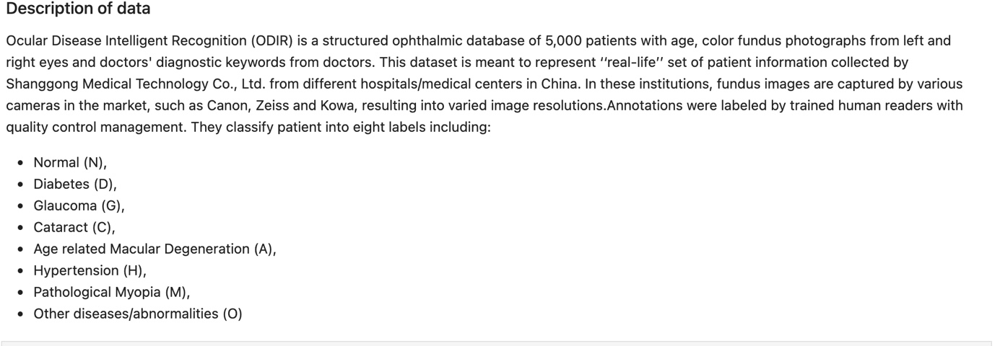 Description of data
Ocular Disease Intelligent Recognition (ODIR) is a structured ophthalmic database of 5,000 patients with age, color fundus photographs from left and
right eyes and doctors' diagnostic keywords from doctors. This dataset is meant to represent ‘‘real-life’’ set of patient information collected by
Shanggong Medical Technology Co., Ltd. from different hospitals/medical centers in China. In these institutions, fundus images are captured by various
cameras in the market, such as Canon, Zeiss and Kowa, resulting into varied image resolutions.Annotations were labeled by trained human readers with
quality control management. They classify patient into eight labels including:
• Normal (N),
• Diabetes (D),
• Glaucoma (G),
• Cataract (C),
• Age related Macular Degeneration (A),
• Hypertension (H),
• Pathological Myopia (M),
• Other diseases/abnormalities (O)